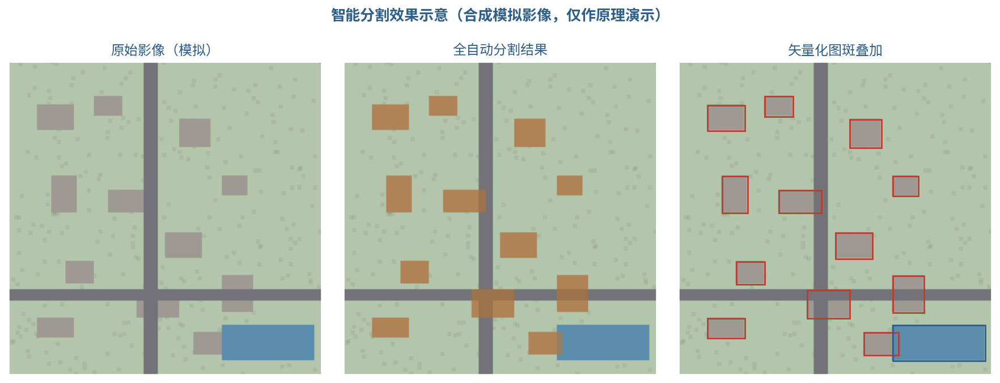 智能分割效果示意（合成模拟影像，仅作原理演示）
原始影像（模拟）
全自动分割结果
矢量化图斑叠加